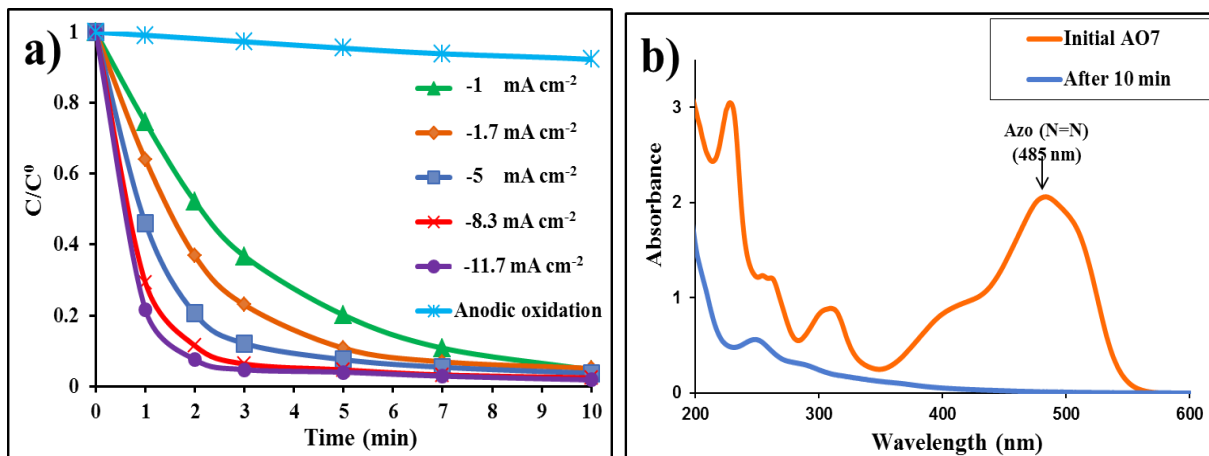 a)
C/C⁰
1
0.8
0.6
0.4
0.2
0
0 1 2 3 4 5 6 7 8 9 10
Time (min)
-1 mA cm⁻²
-1.7 mA cm⁻²
-5 mA cm⁻²
-8.3 mA cm⁻²
-11.7 mA cm⁻²
Anodic oxidation
b)
Initial AO7
After 10 min
Azo (N=N)
(485 nm)
Absorbance
3
2
1
0
200 300 400 500 600
Wavelength (nm)